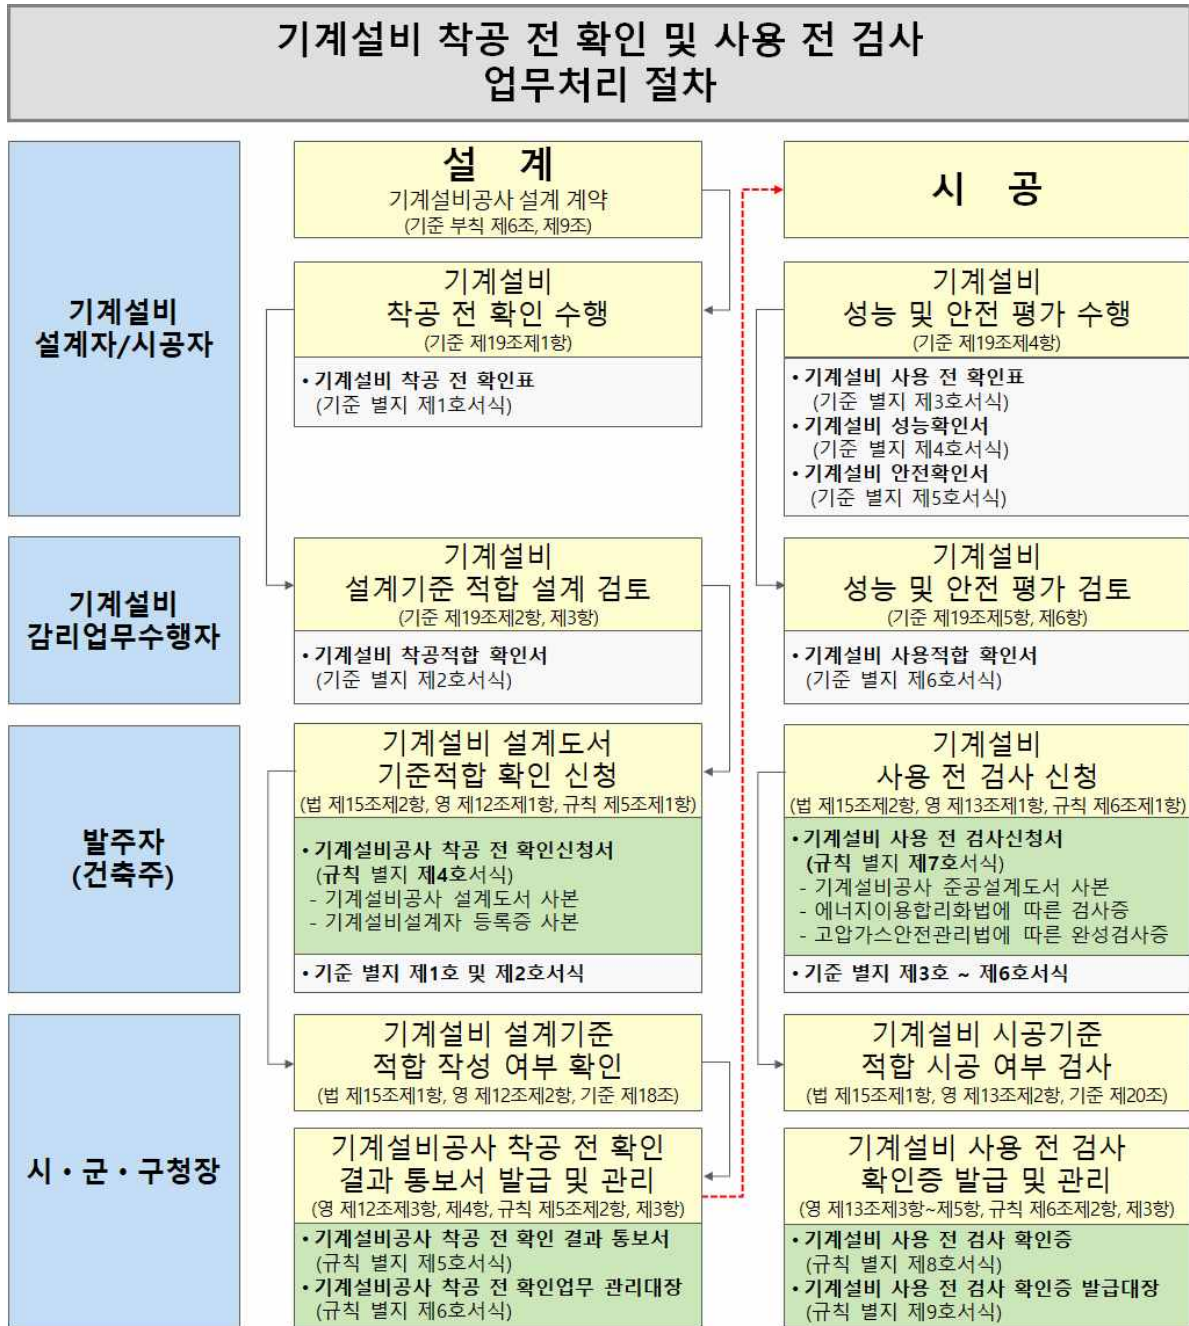 기계설비 착공 전 확인 및 사용 전 검사
업무처리 절차
기계설비
설계자/시공자
설 계
기계설비공사 설계 계약
(기준 부칙 제6조, 제9조)
시 공
기계설비
착공 전 확인 수행
(기준 제19조제1항)
• 기계설비 착공 전 확인표
(기준 별지 제1호서식)
기계설비
성능 및 안전 평가 수행
(기준 제19조제4항)
• 기계설비 사용 전 확인표
(기준 별지 제3호서식)
• 기계설비 성능확인서
(기준 별지 제4호서식)
• 기계설비 안전확인서
(기준 별지 제5호서식)
기계설비
감리업무수행자
기계설비
설계기준 적합 설계 검토
(기준 제19조제2항, 제3항)
• 기계설비 착공적합 확인서
(기준 별지 제2호서식)
기계설비
성능 및 안전 평가 검토
(기준 제19조제5항, 제6항)
• 기계설비 사용적합 확인서
(기준 별지 제6호서식)
발주자
(건축주)
기계설비 설계도서
기준적합 확인 신청
(법 제15조제2항, 영 제12조제1항, 규칙 제5조제1항)
• 기계설비공사 착공 전 확인신청서
(규칙 별지 제4호서식)
- 기계설비공사 설계도서 사본
- 기계설비설계자 등록증 사본
• 기준 별지 제1호 및 제2호서식
기계설비
사용 전 검사 신청
(법 제15조제2항, 영 제13조제1항, 규칙 제6조제1항)
• 기계설비 사용 전 검사신청서
(규칙 별지 제7호서식)
- 기계설비공사 준공설계도서 사본
- 에너지이용합리화법에 따른 검사증
- 고압가스안전관리법에 따른 완성검사증
• 기준 별지 제3호 ~ 제6호서식
시・군・구청장
기계설비 설계기준
적합 작성 여부 확인
(법 제15조제1항, 영 제12조제2항, 기준 제18조)
기계설비 시공기준
적합 시공 여부 검사
(법 제15조제1항, 영 제13조제2항, 기준 제20조)
기계설비공사 착공 전 확인
결과 통보서 발급 및 관리
(영 제12조제3항, 제4항, 규칙 제5조제2항, 제3항)
• 기계설비공사 착공 전 확인 결과 통보서
(규칙 별지 제5호서식)
• 기계설비공사 착공 전 확인업무 관리대장
(규칙 별지 제6호서식)
기계설비 사용 전 검사
확인증 발급 및 관리
(영 제13조제3항~제5항, 규칙 제6조제2항, 제3항)
• 기계설비 사용 전 검사 확인증
(규칙 별지 제8호서식)
• 기계설비 사용 전 검사 확인증 발급대장
(규칙 별지 제9호서식)